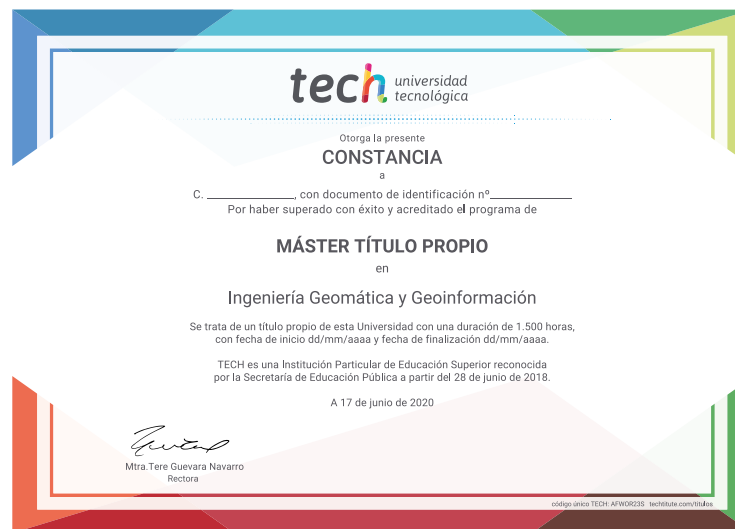 tech universidad
tecnológica
Otorga la presente
CONSTANCIA
a
C. ________________, con documento de identificación nº______________
Por haber superado con éxito y acreditado el programa de
MÁSTER TÍTULO PROPIO
en
Ingeniería Geomática y Geoinformación
Se trata de un título propio de esta Universidad con una duración de 1.500 horas,
con fecha de inicio dd/mm/aaaa y fecha de finalización dd/mm/aaaa.
TECH es una Institución Particular de Educación Superior reconocida
por la Secretaría de Educación Pública a partir del 28 de junio de 2018.
A 17 de junio de 2020
Mtra.Tere Guevara Navarro
Rectora
código único TECH: AFWOR23S techtitute.com/titulos